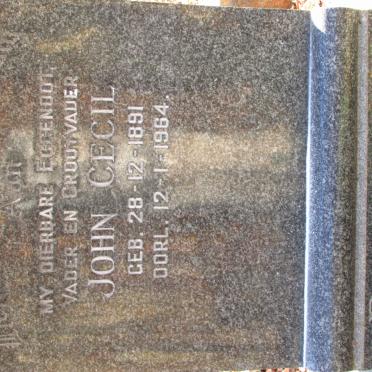 MY DIERBARE EGGENOOT,
VADER EN GROOTVADER
JOHN CECIL
GEB. 28-12-1891
OORL. 12-1-1964.